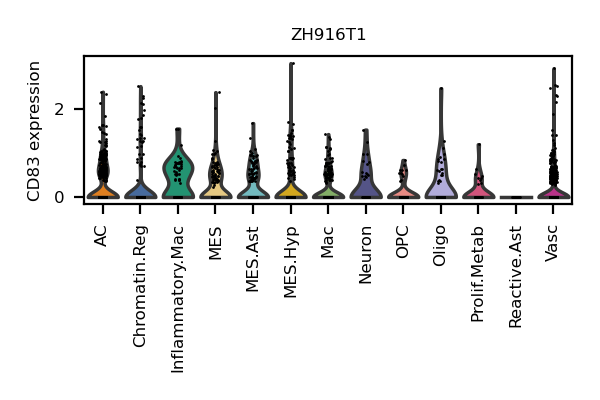 ZH916T1
CD83 expression
2
0
AC
Chromatin.Reg
Inflammatory.Mac
MES
MES.Ast
MES.Hyp
Mac
Neuron
OPC
Oligo
Prolif.Metab
Reactive.Ast
Vasc